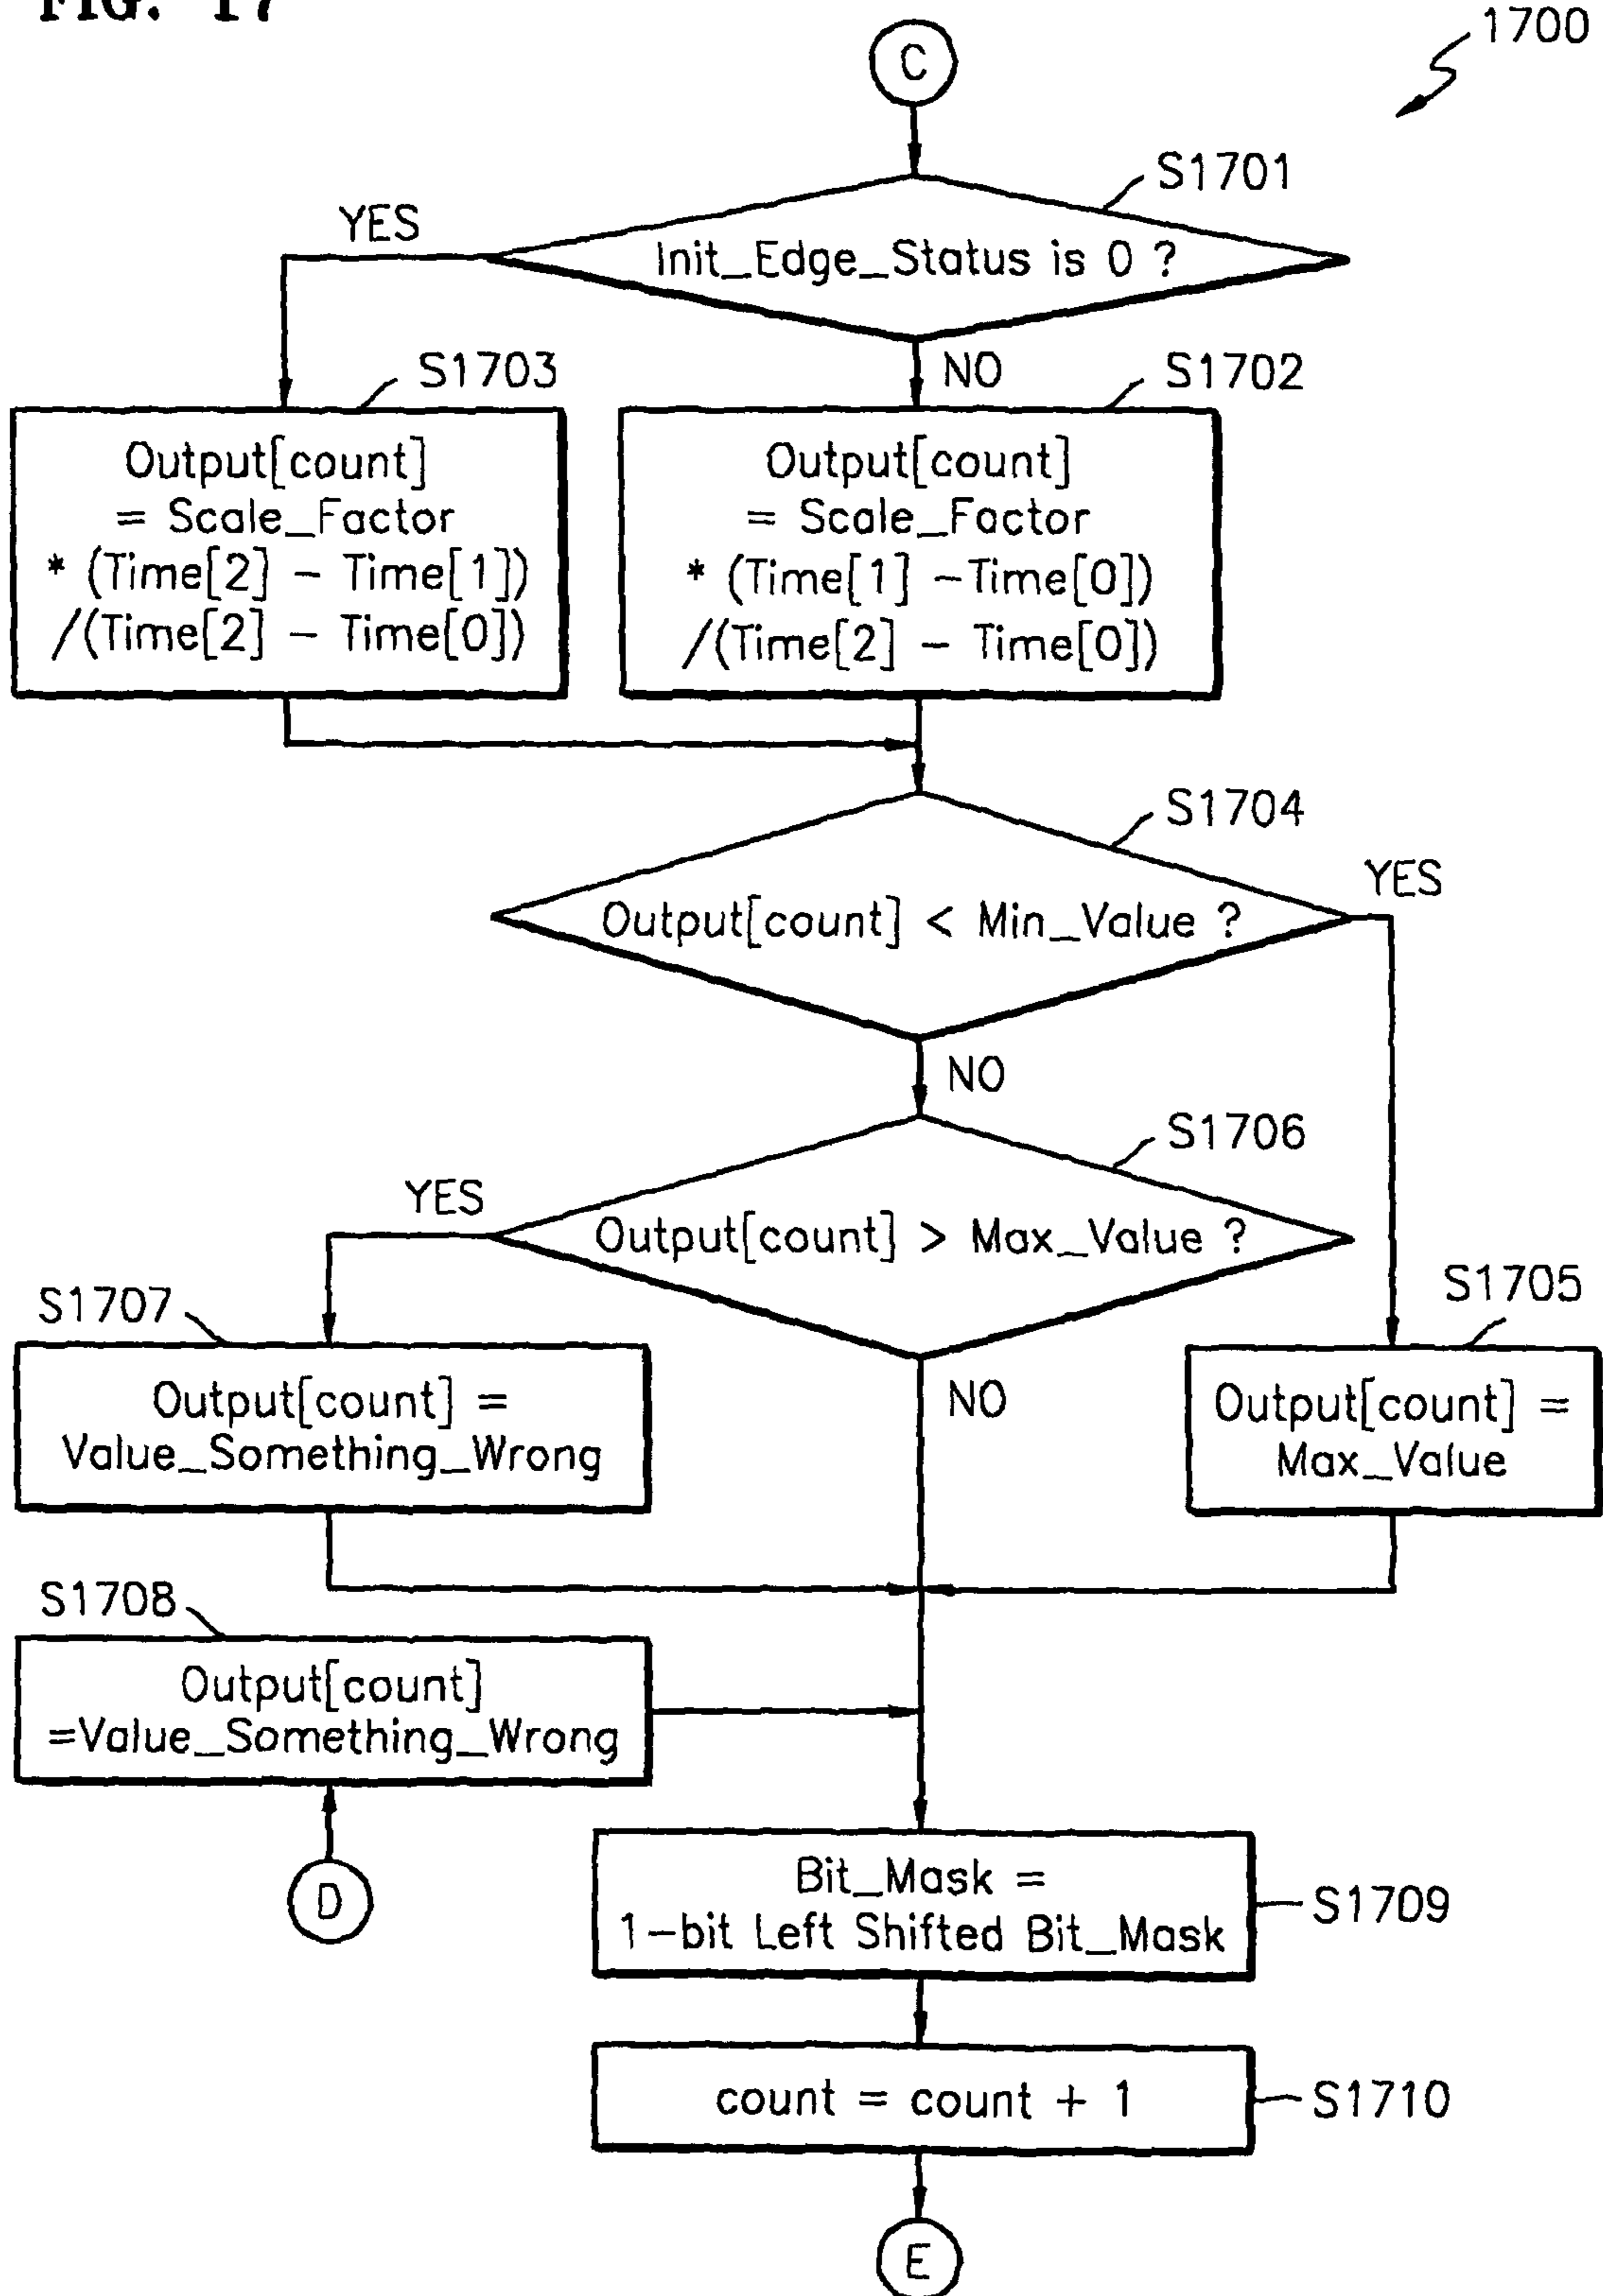 FIG. 17
1700
C
S1701
YES
Init_Edge_Status is 0 ?
NO
S1703
S1702
Output[count]
= Scale_Factor
* (Time[2] - Time[1])
/(Time[2] - Time[0])
Output[count]
= Scale_Factor
* (Time[1] -Time[0])
/(Time[2] - Time[0])
S1704
YES
Output[count] < Min_Value ?
NO
S1706
YES
Output[count] > Max_Value ?
NO
S1707
S1705
Output[count] =
Value_Something_Wrong
Output[count] =
Max_Value
S1708
Output[count]
=Value_Something_Wrong
D
Bit_Mask =
1-bit Left Shifted Bit_Mask
S1709
count = count + 1
S1710
E